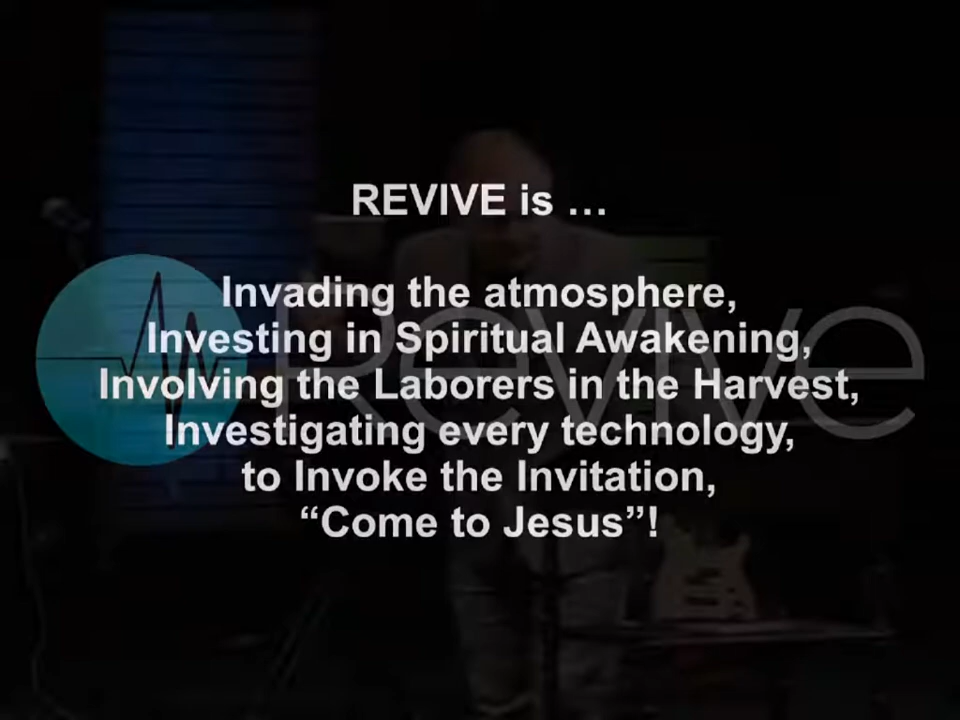 REVIVE is …
Invading the atmosphere,
Investing in Spiritual Awakening,
Involving the Laborers in the Harvest,
Investigating every technology,
to Invoke the Invitation,
“Come to Jesus”!
Revive